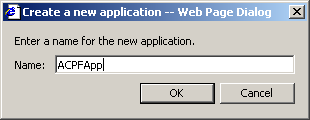 Create a new application -- Web Page Dialog
Enter a name for the new application.
Name: ACPFApp
OK Cancel